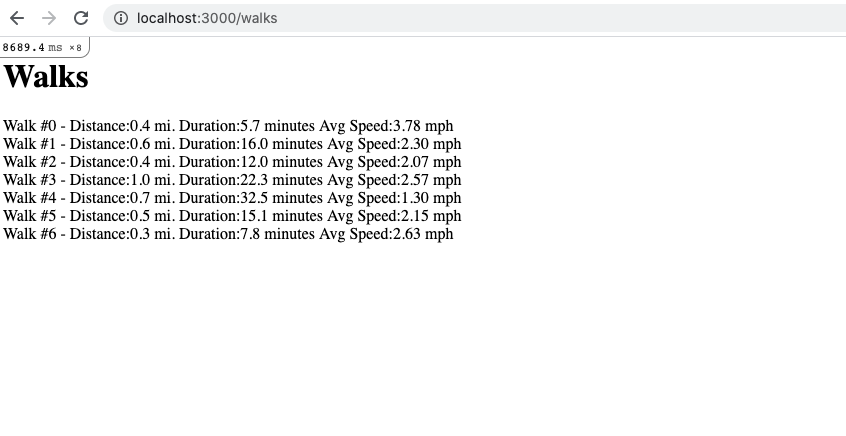 localhost:3000/walks
8689.4 ms ×8
Walks
Walk #0 - Distance:0.4 mi. Duration:5.7 minutes Avg Speed:3.78 mph
Walk #1 - Distance:0.6 mi. Duration:16.0 minutes Avg Speed:2.30 mph
Walk #2 - Distance:0.4 mi. Duration:12.0 minutes Avg Speed:2.07 mph
Walk #3 - Distance:1.0 mi. Duration:22.3 minutes Avg Speed:2.57 mph
Walk #4 - Distance:0.7 mi. Duration:32.5 minutes Avg Speed:1.30 mph
Walk #5 - Distance:0.5 mi. Duration:15.1 minutes Avg Speed:2.15 mph
Walk #6 - Distance:0.3 mi. Duration:7.8 minutes Avg Speed:2.63 mph